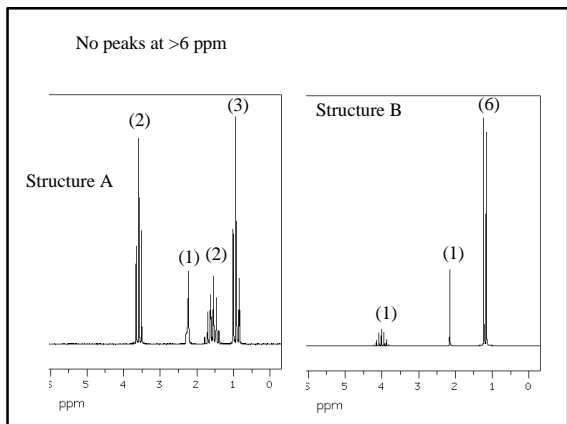 No peaks at >6 ppm
Structure A
(2)
(1)
(2)
(3)
5 4 3 2 1 0
ppm
Structure B
(1)
(1)
(6)
6 5 4 3 2 1 0
ppm